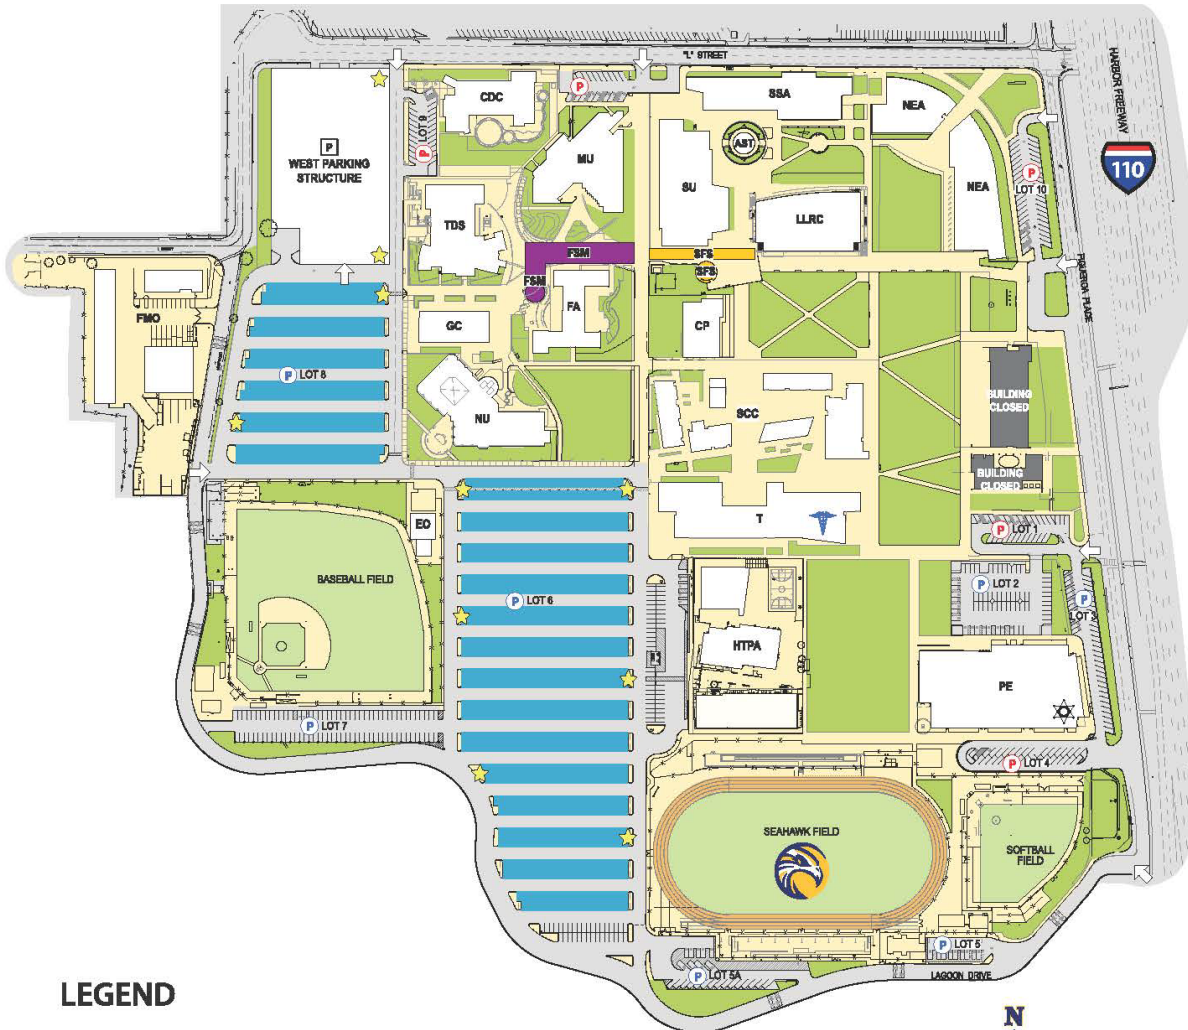 "L" STREET
HARBOR FREEWAY
110
CDC
P
SSA
NEA
P
LOT 9
P
WEST PARKING
STRUCTURE
MU
AST
SU
P
LOT 10
NEA
TDS
LLRC
FSM
SFS
FSM
SFS
FIGUEROA PLACE
FMO
FA
GC
CP
P
LOT 8
BUILDING
CLOSED
NU
SCC
BUILDING
CLOSED
EO
T
P
LOT 1
BASEBALL FIELD
P
LOT 6
P
LOT 2
P
LOT 3
HTPA
PE
P
LOT 7
P
LOT 4
SEAHAWK FIELD
SOFTBALL
FIELD
P
LOT 5
P
LOT 5A
LAGOON DRIVE
LEGEND
N